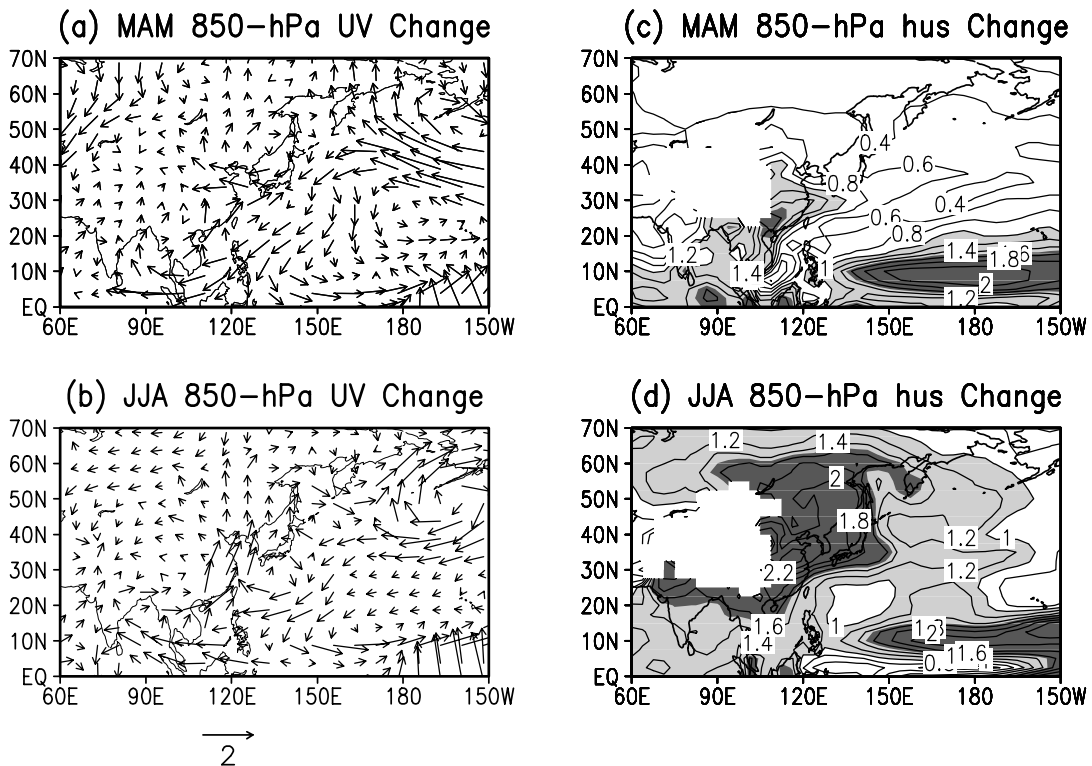 (a) MAM 850-hPa UV Change
70N
60N
50N
40N
30N
20N
10N
EQ
60E 90E 120E 150E 180 150W
(c) MAM 850-hPa hus Change
70N
60N
50N
40N
30N
20N
10N
EQ
0.4
0.6
0.8
0.4
0.6
0.8
1.2
1.4
1
1.4
1.8
2
1.2
60E 90E 120E 150E 180 150W
(b) JJA 850-hPa UV Change
70N
60N
50N
40N
30N
20N
10N
EQ
60E 90E 120E 150E 180 150W
2
(d) JJA 850-hPa hus Change
70N
60N
50N
40N
30N
20N
10N
EQ
1.2
1.4
2
1.8
1.2
1
2.2
1.2
1.6
1
1.4
2
1.6
60E 90E 120E 150E 180 150W